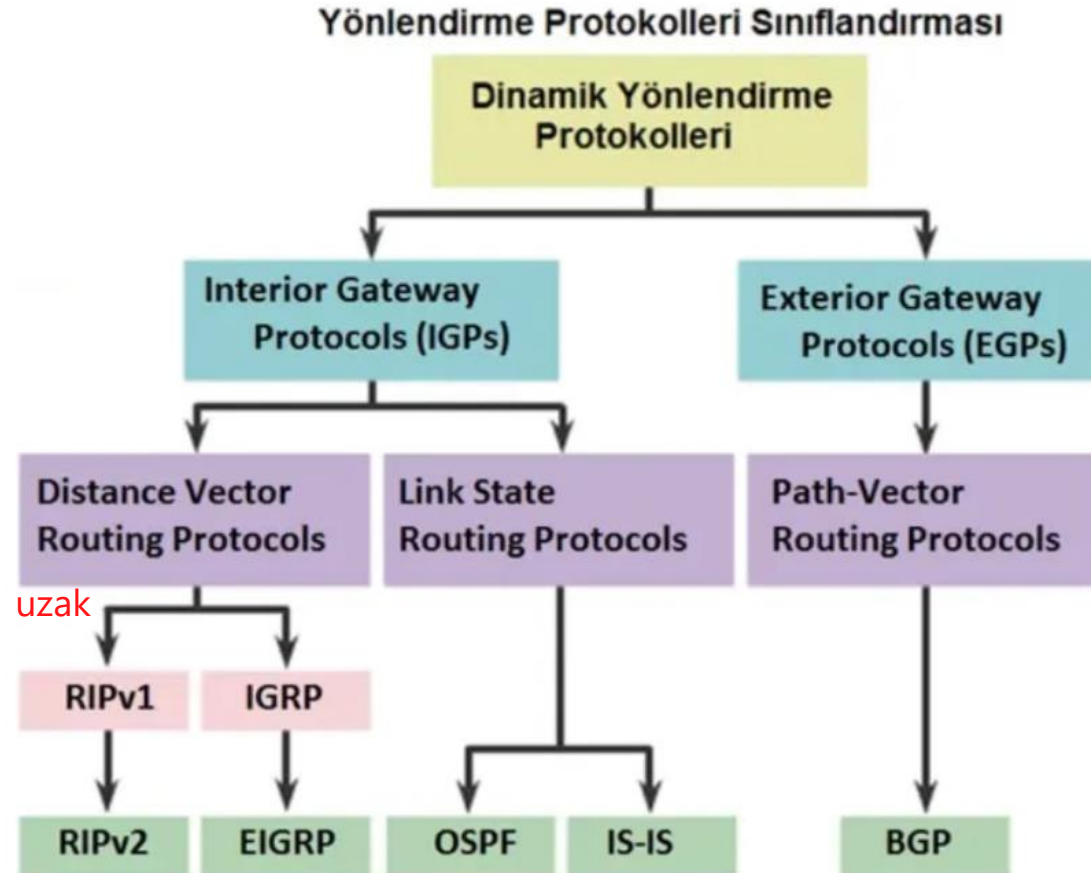 Yönlendirme Protokolleri Sınıflandırması
Dinamik Yönlendirme
Protokolleri
Interior Gateway
Protocols (IGPs)
Exterior Gateway
Protocols (EGPs)
Distance Vector
Routing Protocols
Link State
Routing Protocols
Path-Vector
Routing Protocols
uzak
RIPv1
IGRP
RIPv2
EIGRP
OSPF
IS-IS
BGP